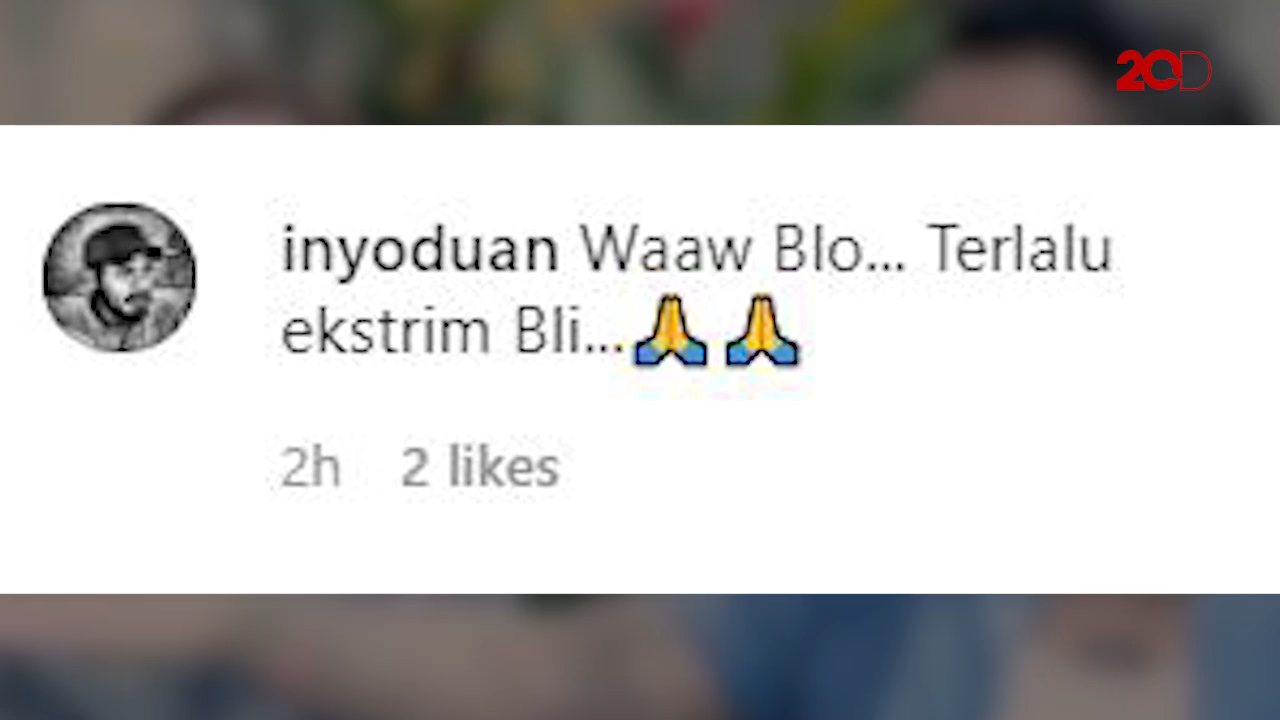 20D
inyoduan Waaw Blo... Terlalu
ekstrim Bli...🙏🙏
2h 2 likes